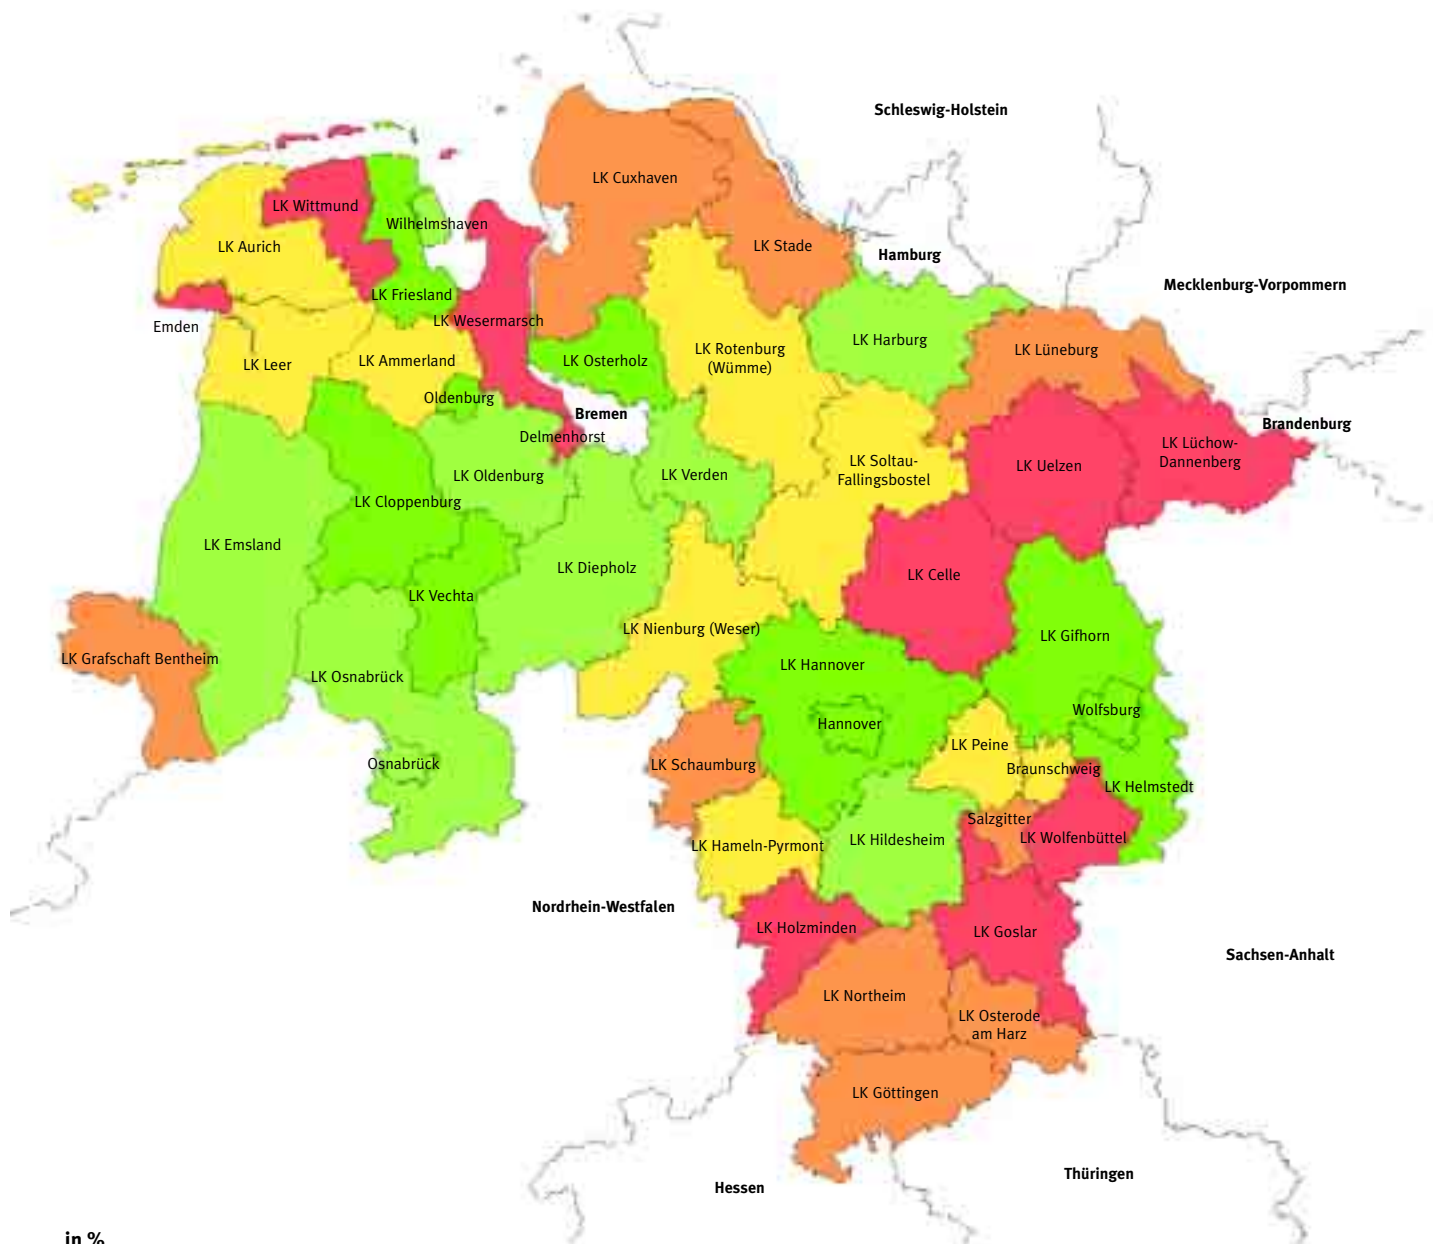 Schleswig-Holstein
LK Cuxhaven
LK Wittmund
Wilhelmshaven
LK Aurich
LK Stade
Hamburg
Mecklenburg-Vorpommern
LK Friesland
Emden
LK Wesermarsch
LK Harburg
LK Lüneburg
LK Rotenburg
(Wümme)
LK Leer
LK Ammerland
LK Osterholz
Oldenburg
Bremen
Brandenburg
Delmenhorst
LK Lüchow-
Dannenberg
LK Soltau-
Fallingsbostel
LK Uelzen
LK Oldenburg
LK Verden
LK Cloppenburg
LK Emsland
LK Diepholz
LK Celle
LK Vechta
LK Nienburg (Weser)
LK Gifhorn
LK Grafschaft Bentheim
LK Hannover
LK Osnabrück
Wolfsburg
Hannover
LK Peine
Osnabrück
LK Schaumburg
Braunschweig
LK Helmstedt
Salzgitter
LK Wolfenbüttel
LK Hameln-Pyrmont
LK Hildesheim
Nordrhein-Westfalen
LK Holzminden
LK Goslar
Sachsen-Anhalt
LK Northeim
LK Osterode
am Harz
LK Göttingen
Thüringen
Hessen
in %